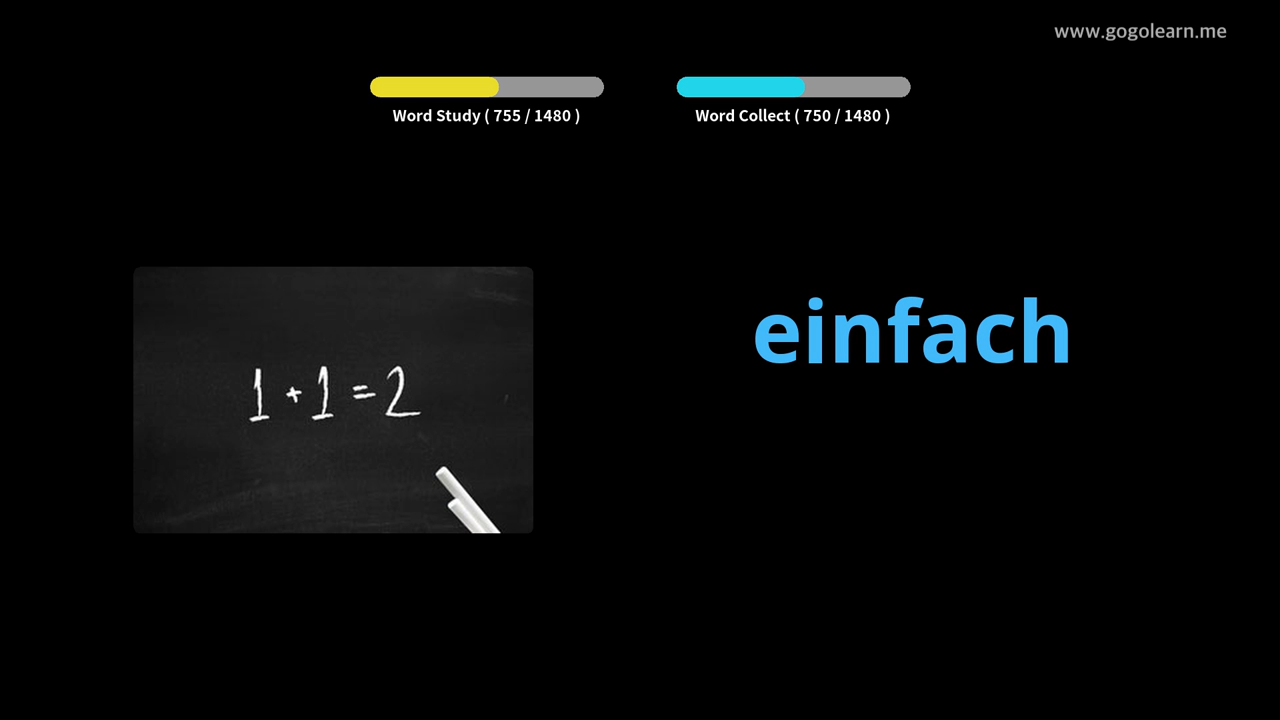 www.gogolearn.me
Word Study ( 755 / 1480 )
Word Collect ( 750 / 1480 )
einfach
1 + 1 = 2